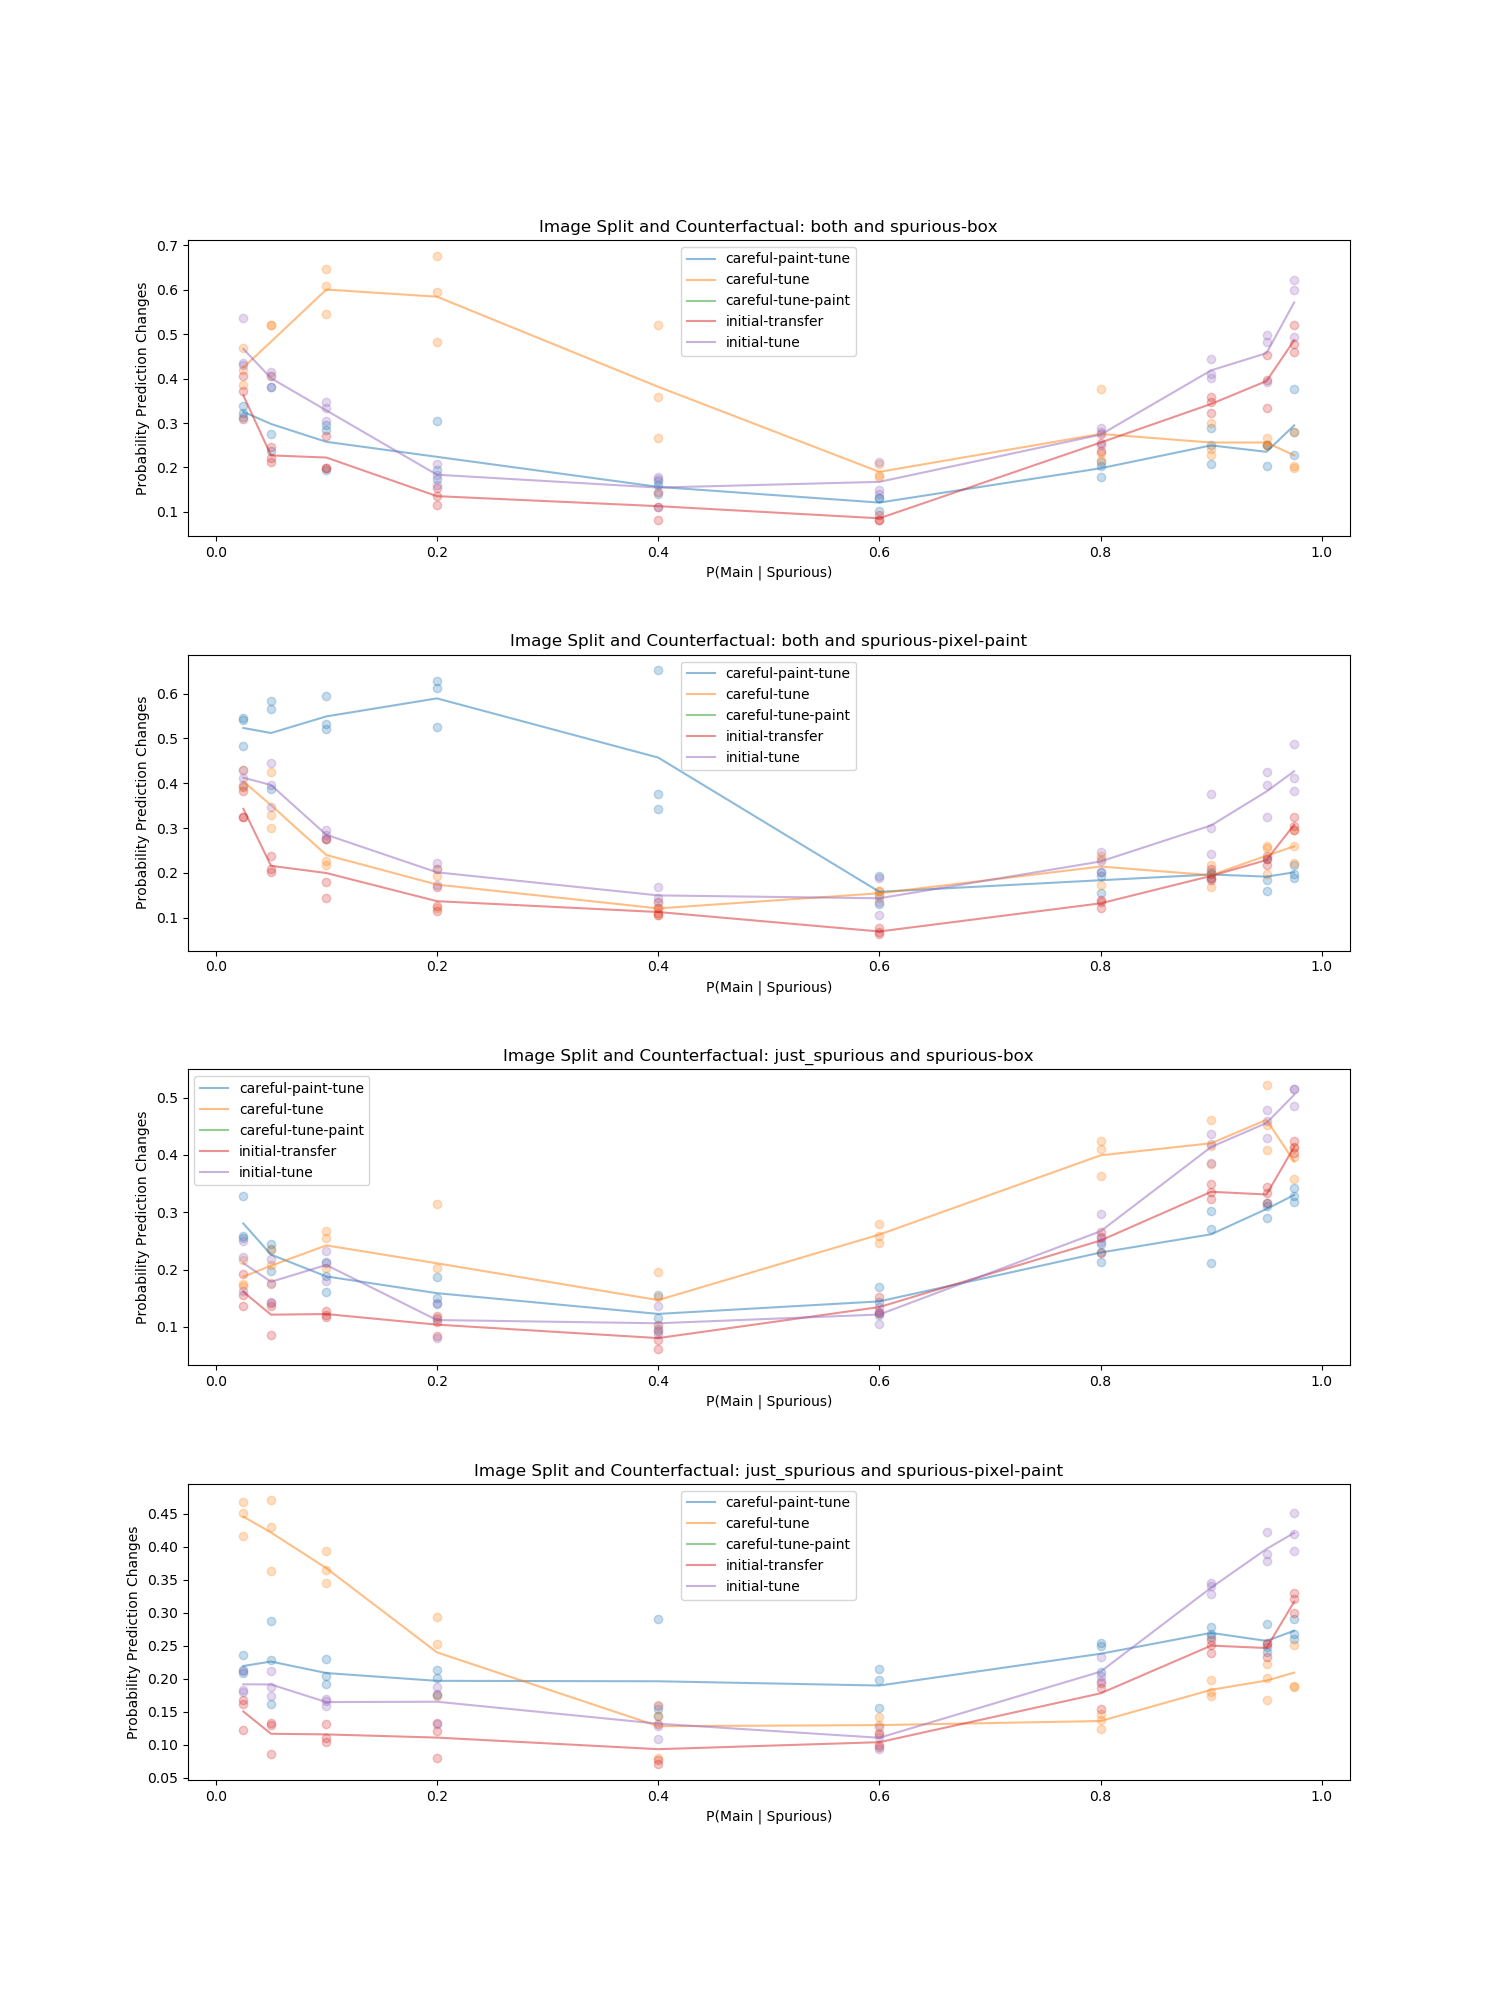 Image Split and Counterfactual: both and spurious-box
Probability Prediction Changes
0.7
0.6
0.5
0.4
0.3
0.2
0.1
careful-paint-tune
careful-tune
careful-tune-paint
initial-transfer
initial-tune
0.0 0.2 0.4 0.6 0.8 1.0
P(Main | Spurious)
Image Split and Counterfactual: both and spurious-pixel-paint
Probability Prediction Changes
0.6
0.5
0.4
0.3
0.2
0.1
careful-paint-tune
careful-tune
careful-tune-paint
initial-transfer
initial-tune
0.0 0.2 0.4 0.6 0.8 1.0
P(Main | Spurious)
Image Split and Counterfactual: just_spurious and spurious-box
Probability Prediction Changes
0.5
0.4
0.3
0.2
0.1
careful-paint-tune
careful-tune
careful-tune-paint
initial-transfer
initial-tune
0.0 0.2 0.4 0.6 0.8 1.0
P(Main | Spurious)
Image Split and Counterfactual: just_spurious and spurious-pixel-paint
Probability Prediction Changes
0.45
0.40
0.35
0.30
0.25
0.20
0.15
0.10
0.05
careful-paint-tune
careful-tune
careful-tune-paint
initial-transfer
initial-tune
0.0 0.2 0.4 0.6 0.8 1.0
P(Main | Spurious)